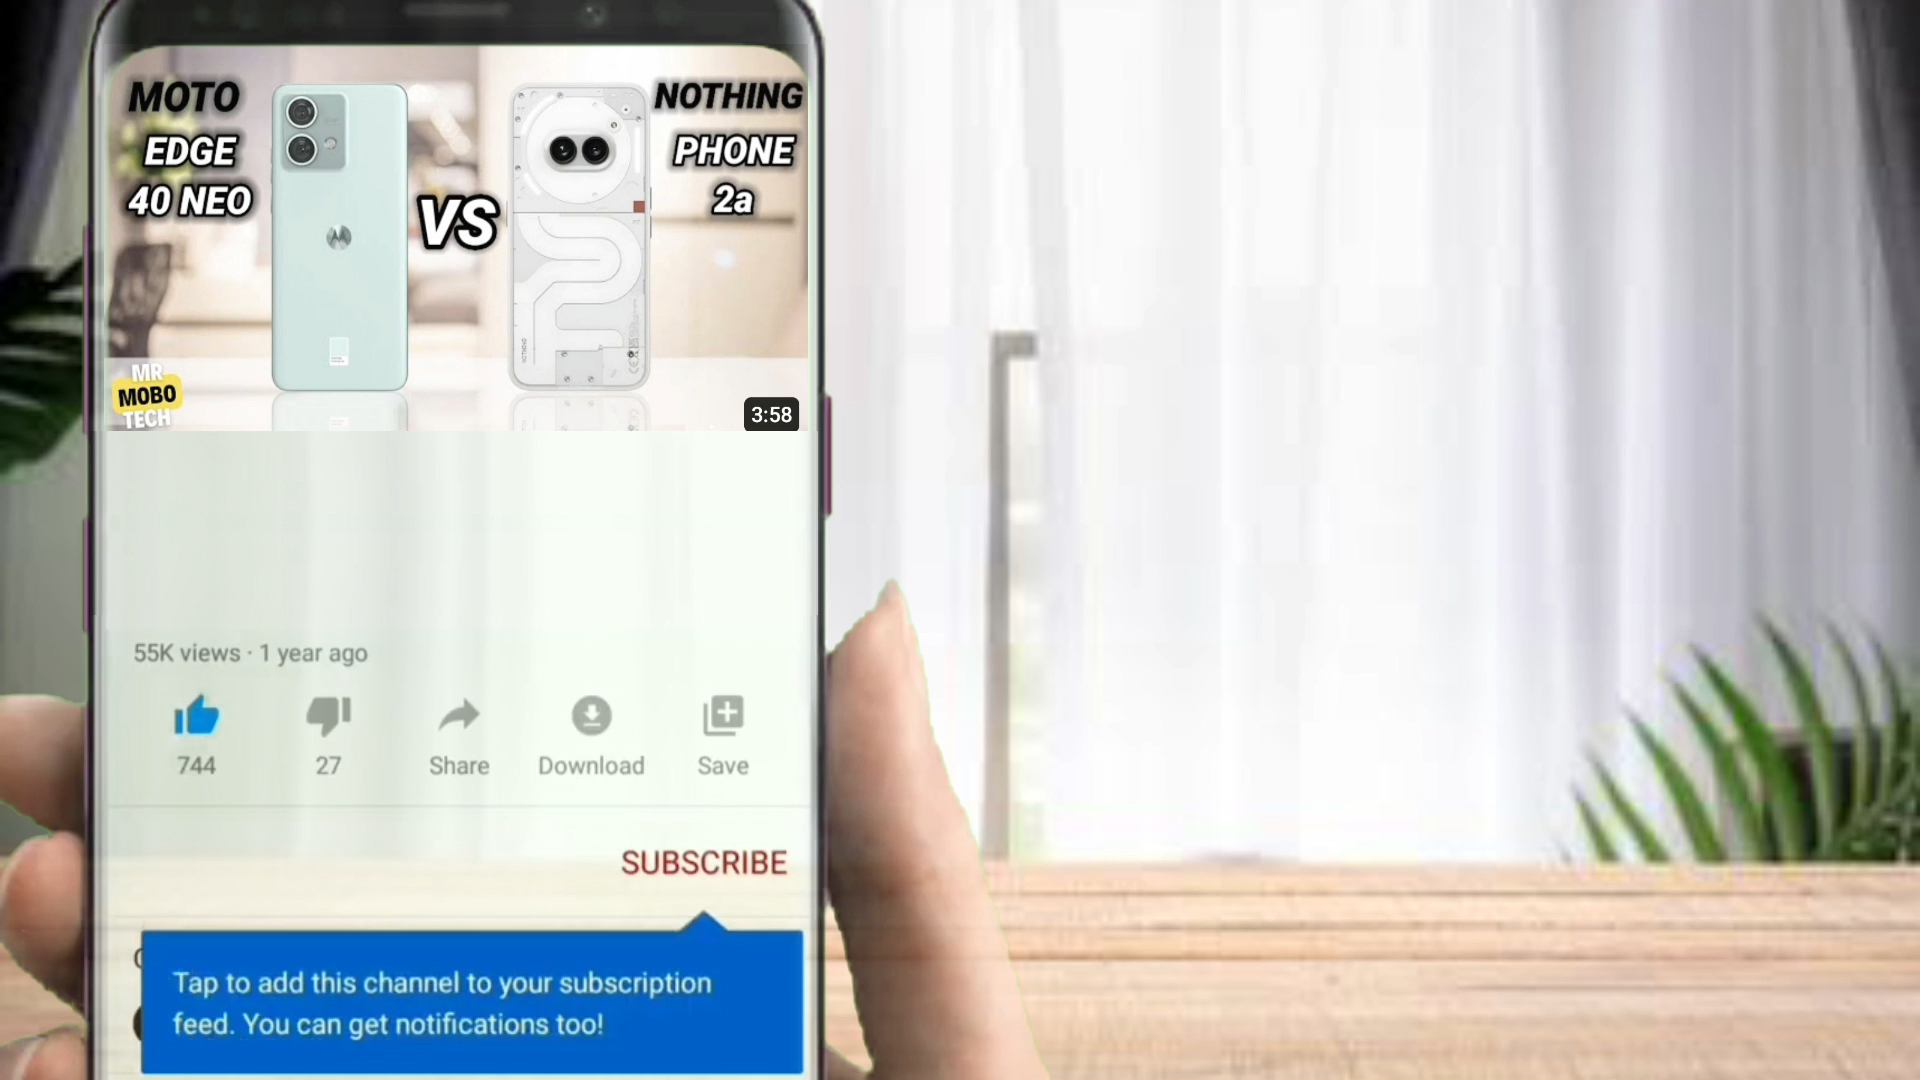 MOTO
EDGE
40 NEO
VS
NOTHING
PHONE
2a
MR
MOBO
TECH
3:58
55K views · 1 year ago
744
27
Share
Download
Save
SUBSCRIBE
Tap to add this channel to your subscription
feed. You can get notifications too!